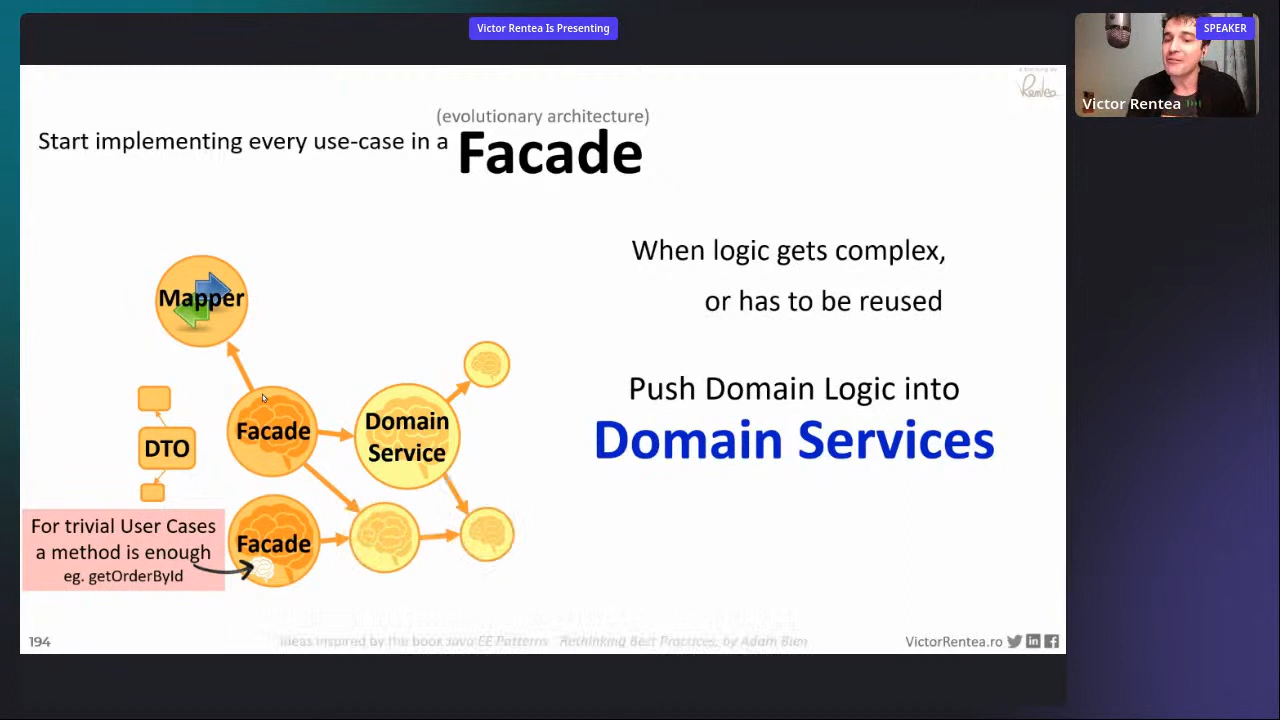 Victor Rentea Is Presenting
SPEAKER
Victor Rentea
Rentea
(evolutionary architecture)
Start implementing every use-case in a Facade
When logic gets complex,
or has to be reused
Push Domain Logic into
Domain Services
Mapper
DTO
Facade
Domain
Service
Facade
For trivial User Cases
a method is enough
eg. getOrderById
194
Ideas inspired by the book Java EE Patterns Rethinking Best Practices, by Adam Bien
VictorRentea.ro